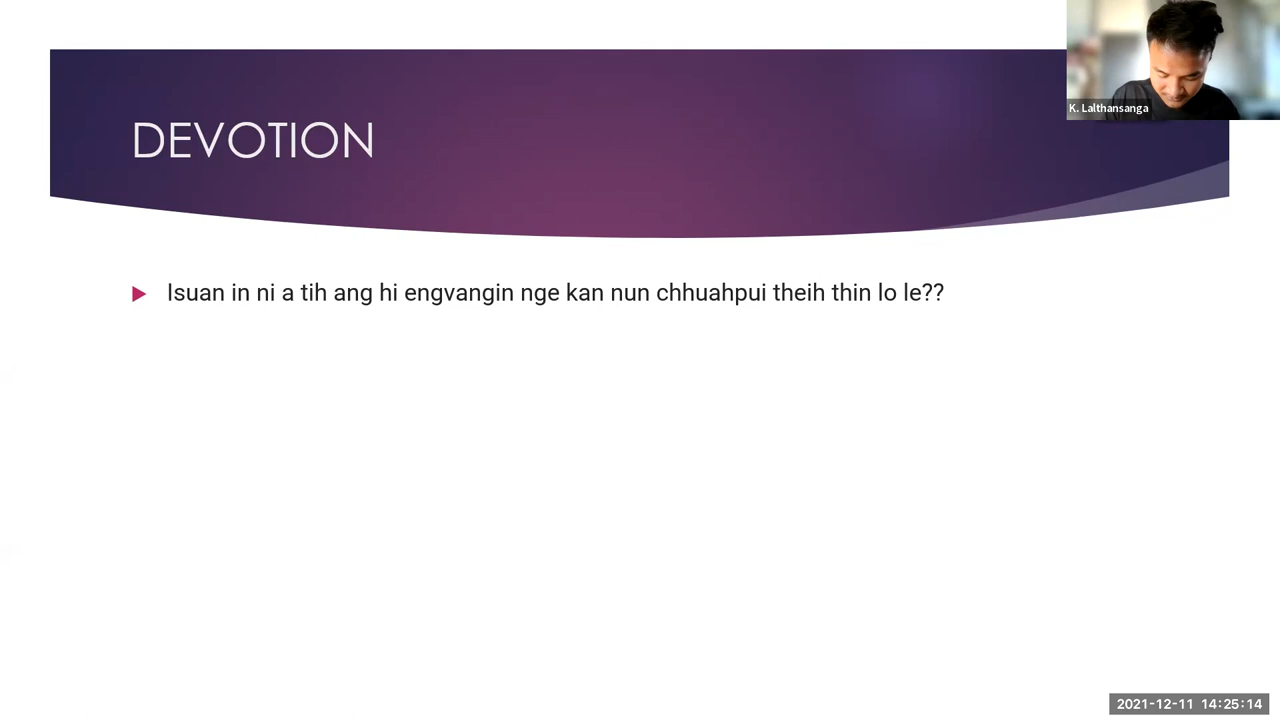 K. Lalthansanga
DEVOTION
Isuan in ni a tih ang hi engvangin nge kan nun chhuahpui theih thin lo le??
2021-12-11 14:25:14